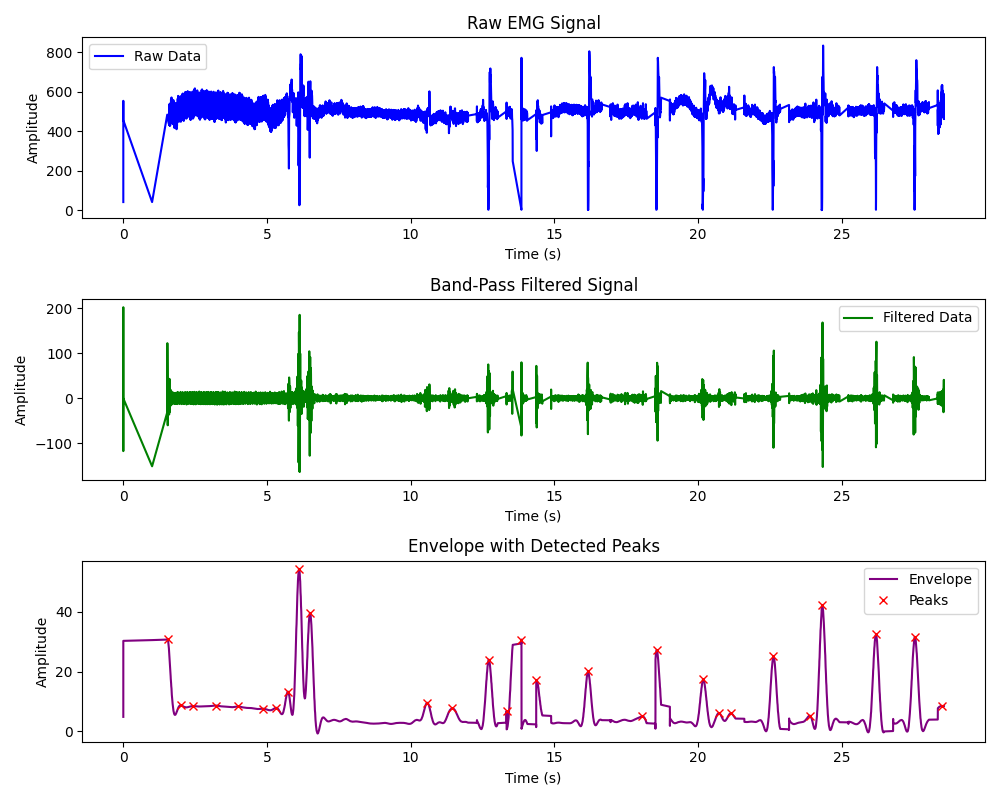 Raw EMG Signal
Raw Data
Amplitude
800
600
400
200
0
0 5 10 15 20 25
Time (s)
Band-Pass Filtered Signal
Filtered Data
Amplitude
200
100
0
−100
0 5 10 15 20 25
Time (s)
Envelope with Detected Peaks
Envelope
Peaks
Amplitude
40
20
0
0 5 10 15 20 25
Time (s)